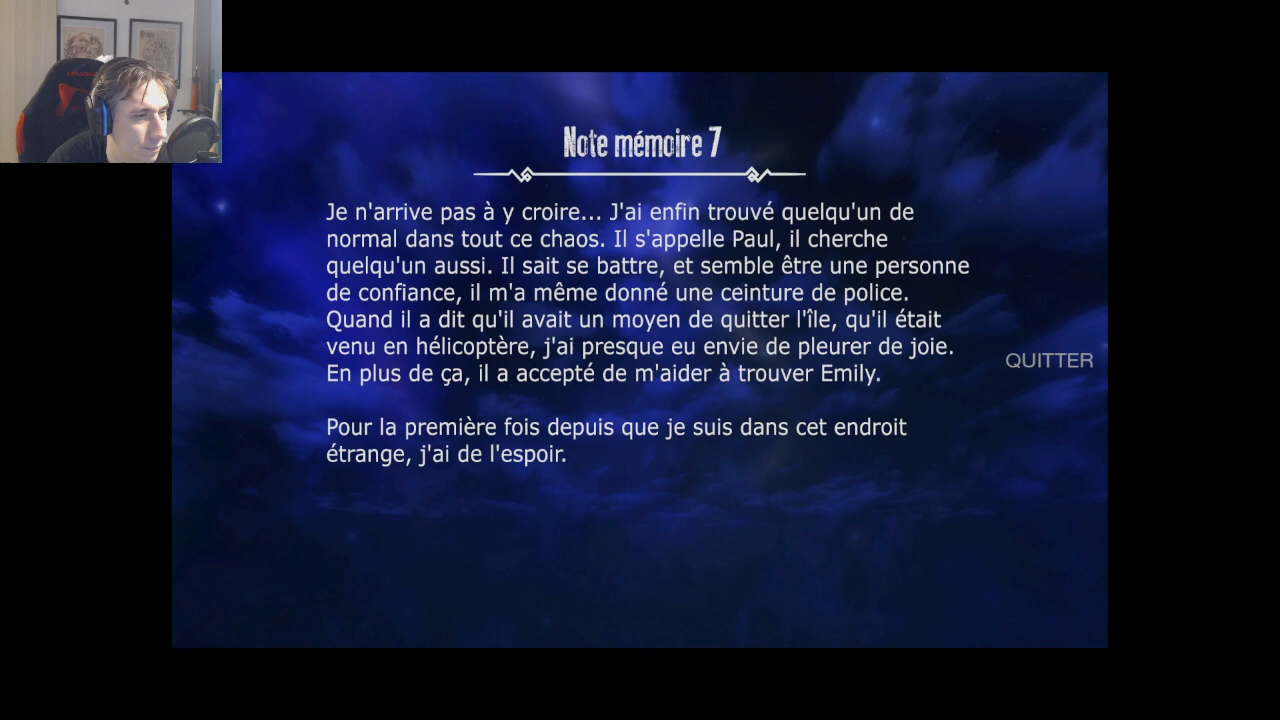 Note mémoire 7
Je n'arrive pas à y croire... J'ai enfin trouvé quelqu'un de
normal dans tout ce chaos. Il s'appelle Paul, il cherche
quelqu'un aussi. Il sait se battre, et semble être une personne
de confiance, il m'a même donné une ceinture de police.
Quand il a dit qu'il avait un moyen de quitter l'île, qu'il était
venu en hélicoptère, j'ai presque eu envie de pleurer de joie.
En plus de ça, il a accepté de m'aider à trouver Emily.
Pour la première fois depuis que je suis dans cet endroit
étrange, j'ai de l'espoir.
QUITTER